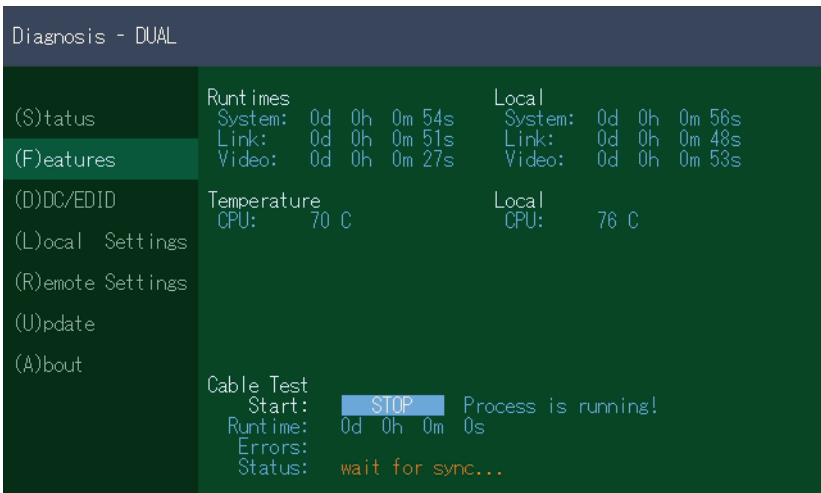 Diagnosis - DUAL
(S)tatus
(F)eatures
(D)DC/EDID
(L)ocal Settings
(R)emote Settings
(U)pdate
(A)bout
Runtimes Local
System: 0d 0h 0m 54s System: 0d 0h 0m 56s
Link: 0d 0h 0m 51s Link: 0d 0h 0m 48s
Video: 0d 0h 0m 27s Video: 0d 0h 0m 53s
Temperature Local
CPU: 70 C CPU: 76 C
Cable Test
Start: STOP Process is running!
Runtime: 0d 0h 0m 0s
Errors:
Status: wait for sync...